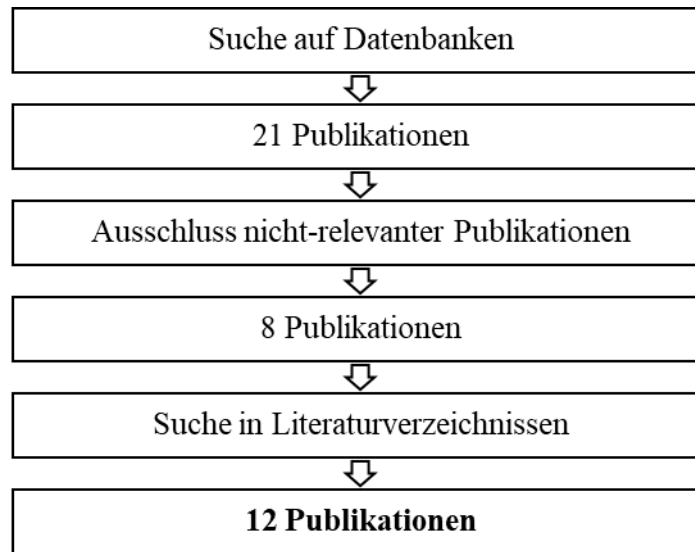 Suche auf Datenbanken
21 Publikationen
Ausschluss nicht-relevanter Publikationen
8 Publikationen
Suche in Literaturverzeichnissen
12 Publikationen